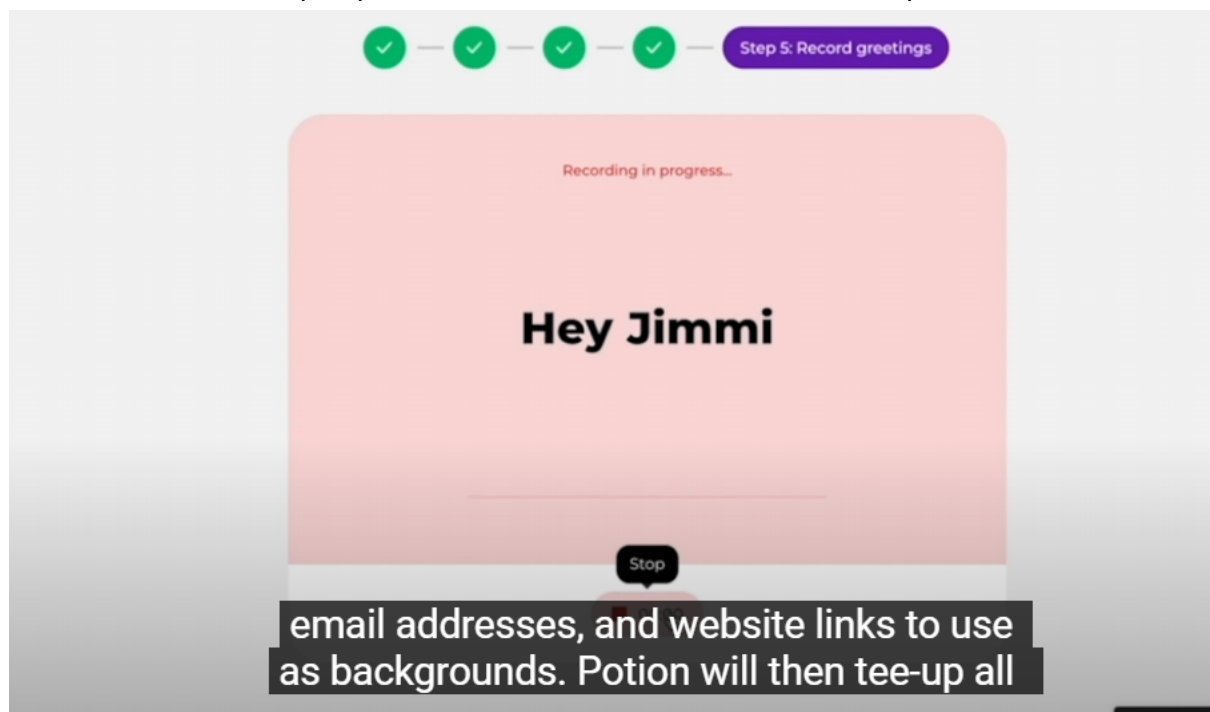 Step 5: Record greetings
Recording in progress...
Hey Jimmi
Stop
email addresses, and website links to use
as backgrounds. Potion will then tee-up all